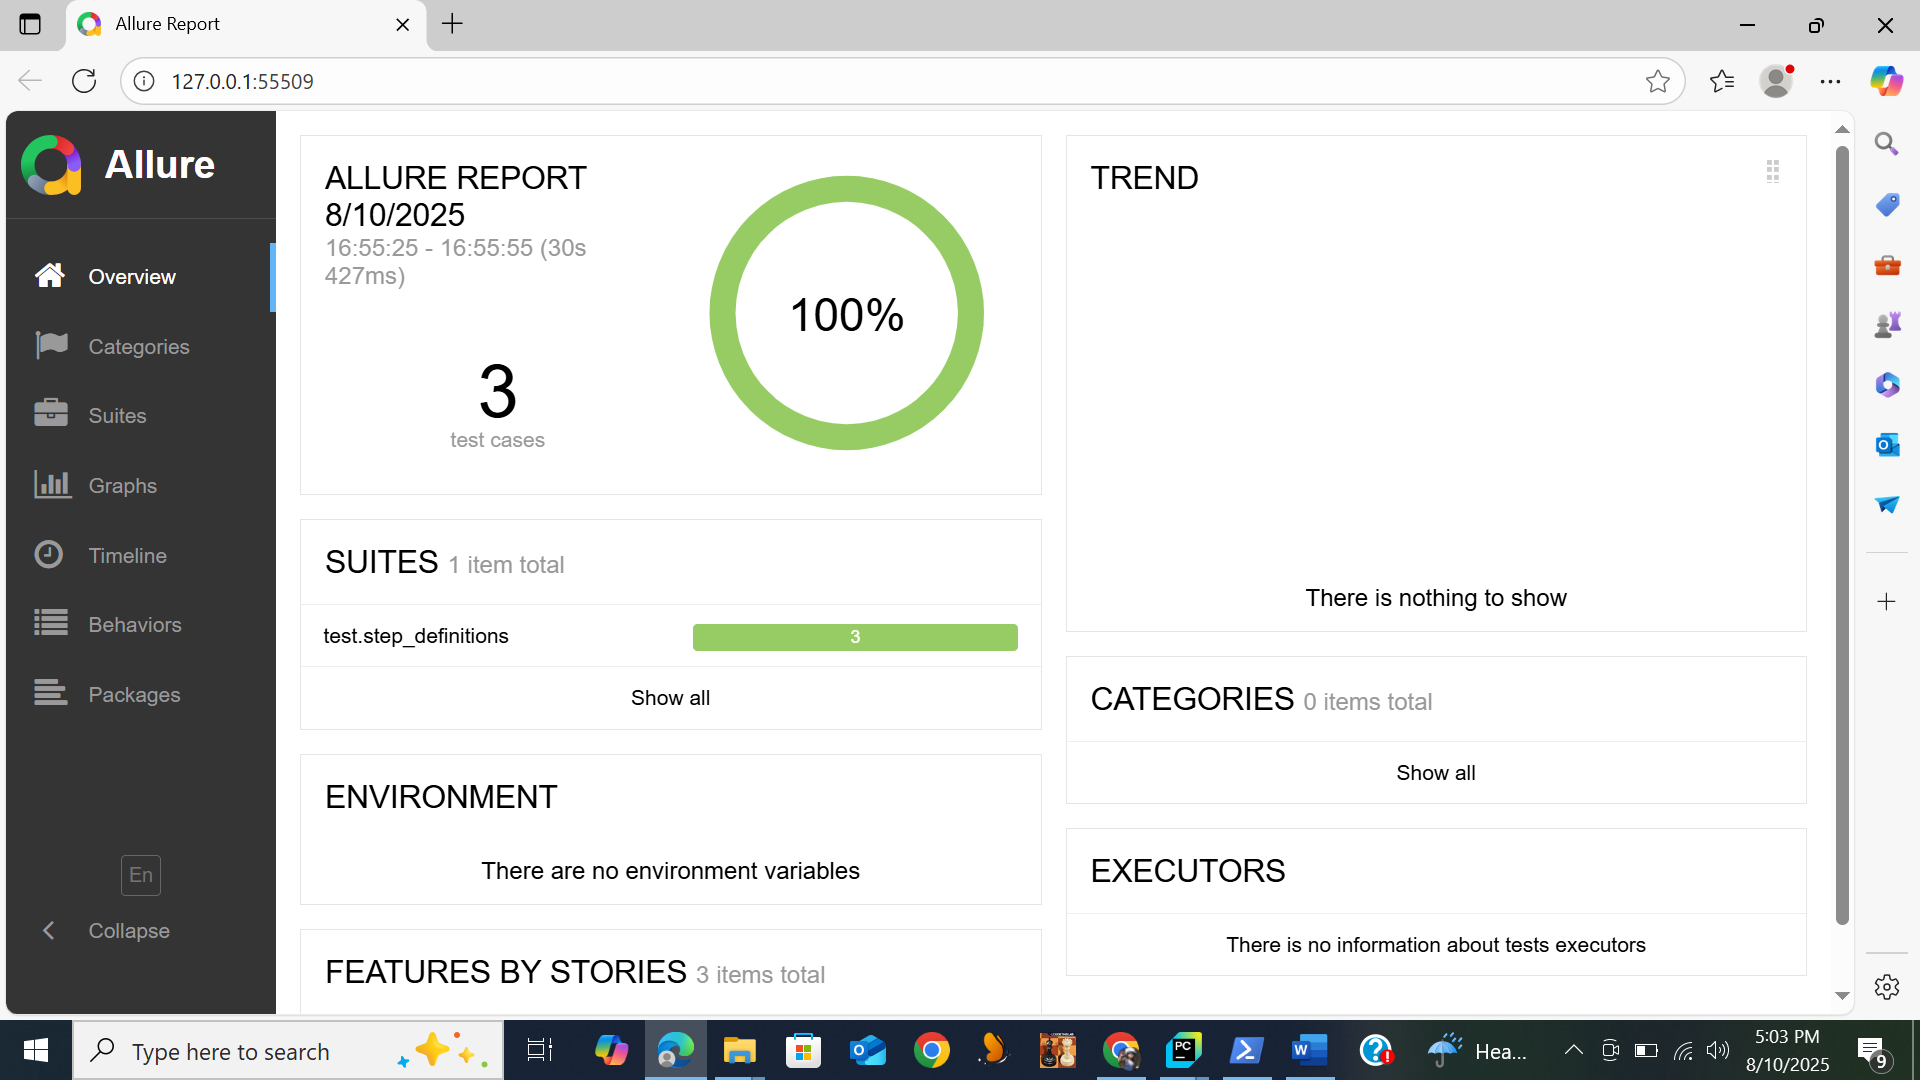 Allure Report
127.0.0.1:55509
Allure
Overview
Categories
Suites
Graphs
Timeline
Behaviors
Packages
En
Collapse
ALLURE REPORT
8/10/2025
16:55:25 - 16:55:55 (30s
427ms)
3
test cases
100%
SUITES 1 item total
test.step_definitions 3
Show all
ENVIRONMENT
There are no environment variables
FEATURES BY STORIES 3 items total
TREND
There is nothing to show
CATEGORIES 0 items total
Show all
EXECUTORS
There is no information about tests executors
Type here to search
PC
W
Hea...
5:03 PM
8/10/2025
9